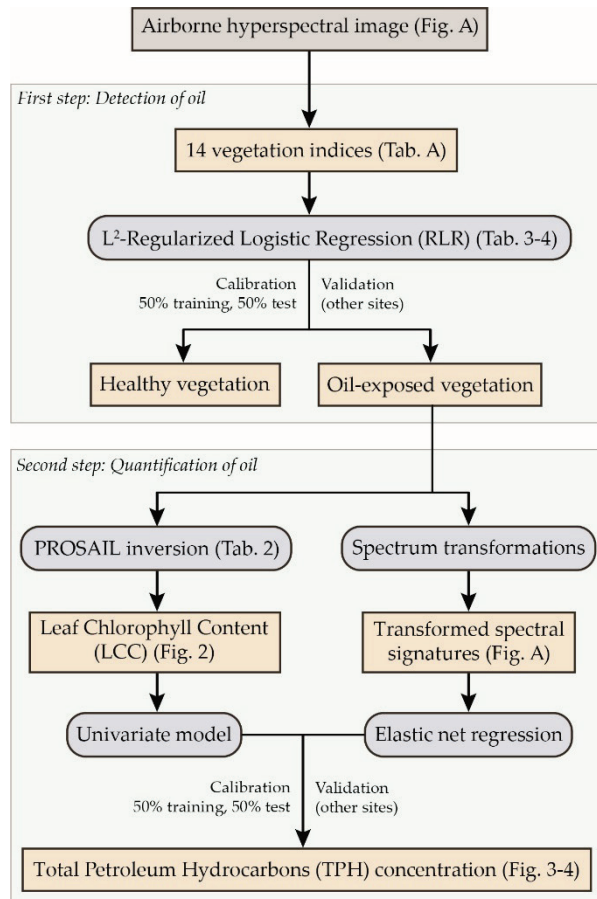 Airborne hyperspectral image (Fig. A)
First step: Detection of oil
14 vegetation indices (Tab. A)
L²-Regularized Logistic Regression (RLR) (Tab. 3-4)
Calibration
50% training, 50% test
Validation
(other sites)
Healthy vegetation
Oil-exposed vegetation
Second step: Quantification of oil
PROSAIL inversion (Tab. 2)
Spectrum transformations
Leaf Chlorophyll Content
(LCC) (Fig. 2)
Transformed spectral
signatures (Fig. A)
Univariate model
Elastic net regression
Calibration
50% training, 50% test
Validation
(other sites)
Total Petroleum Hydrocarbons (TPH) concentration (Fig. 3-4)